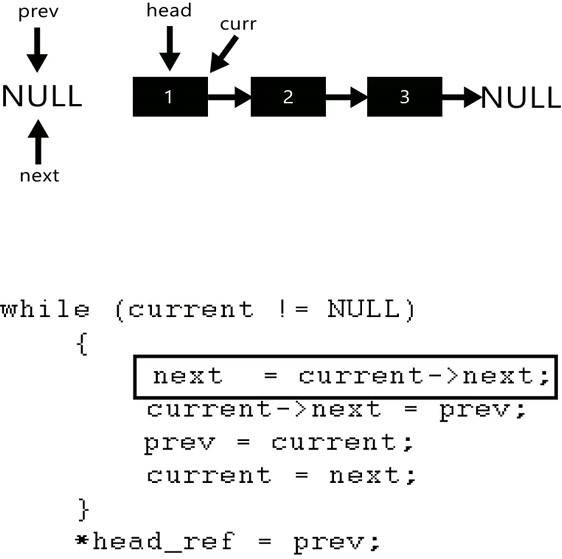 prev
head
curr
NULL
1
2
3
NULL
next
while (current != NULL)
{
next = current->next;
current->next = prev;
prev = current;
current = next;
}
*head_ref = prev;